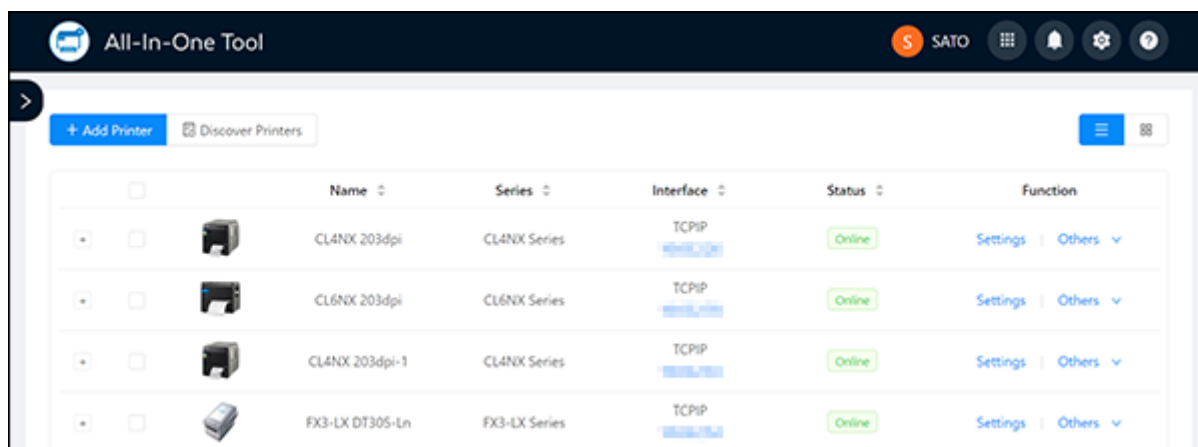 All-In-One Tool
S SATO
+ Add Printer Discover Printers
Name Series Interface Status Function
CL4NX 203dpi CL4NX Series TCPIP Online Settings Others
CL6NX 203dpi CL6NX Series TCPIP Online Settings Others
CL4NX 203dpi-1 CL4NX Series TCPIP Online Settings Others
FX3-LX DT305-Ln FX3-LX Series TCPIP Online Settings Others